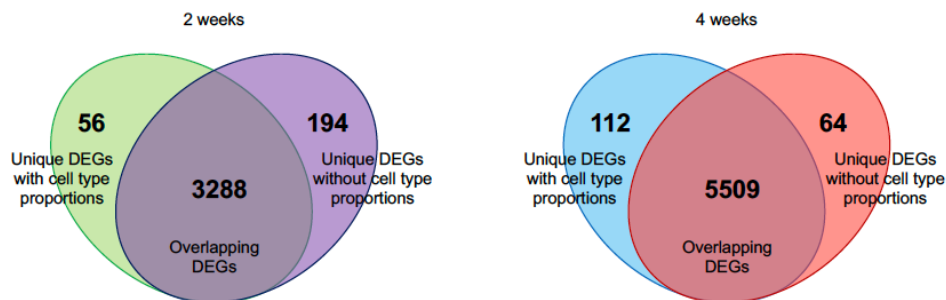 2 weeks
56
Unique DEGs
with cell type
proportions
3288
Overlapping
DEGs
194
Unique DEGs
without cell type
proportions
4 weeks
112
Unique DEGs
with cell type
proportions
5509
Overlapping
DEGs
64
Unique DEGs
without cell type
proportions